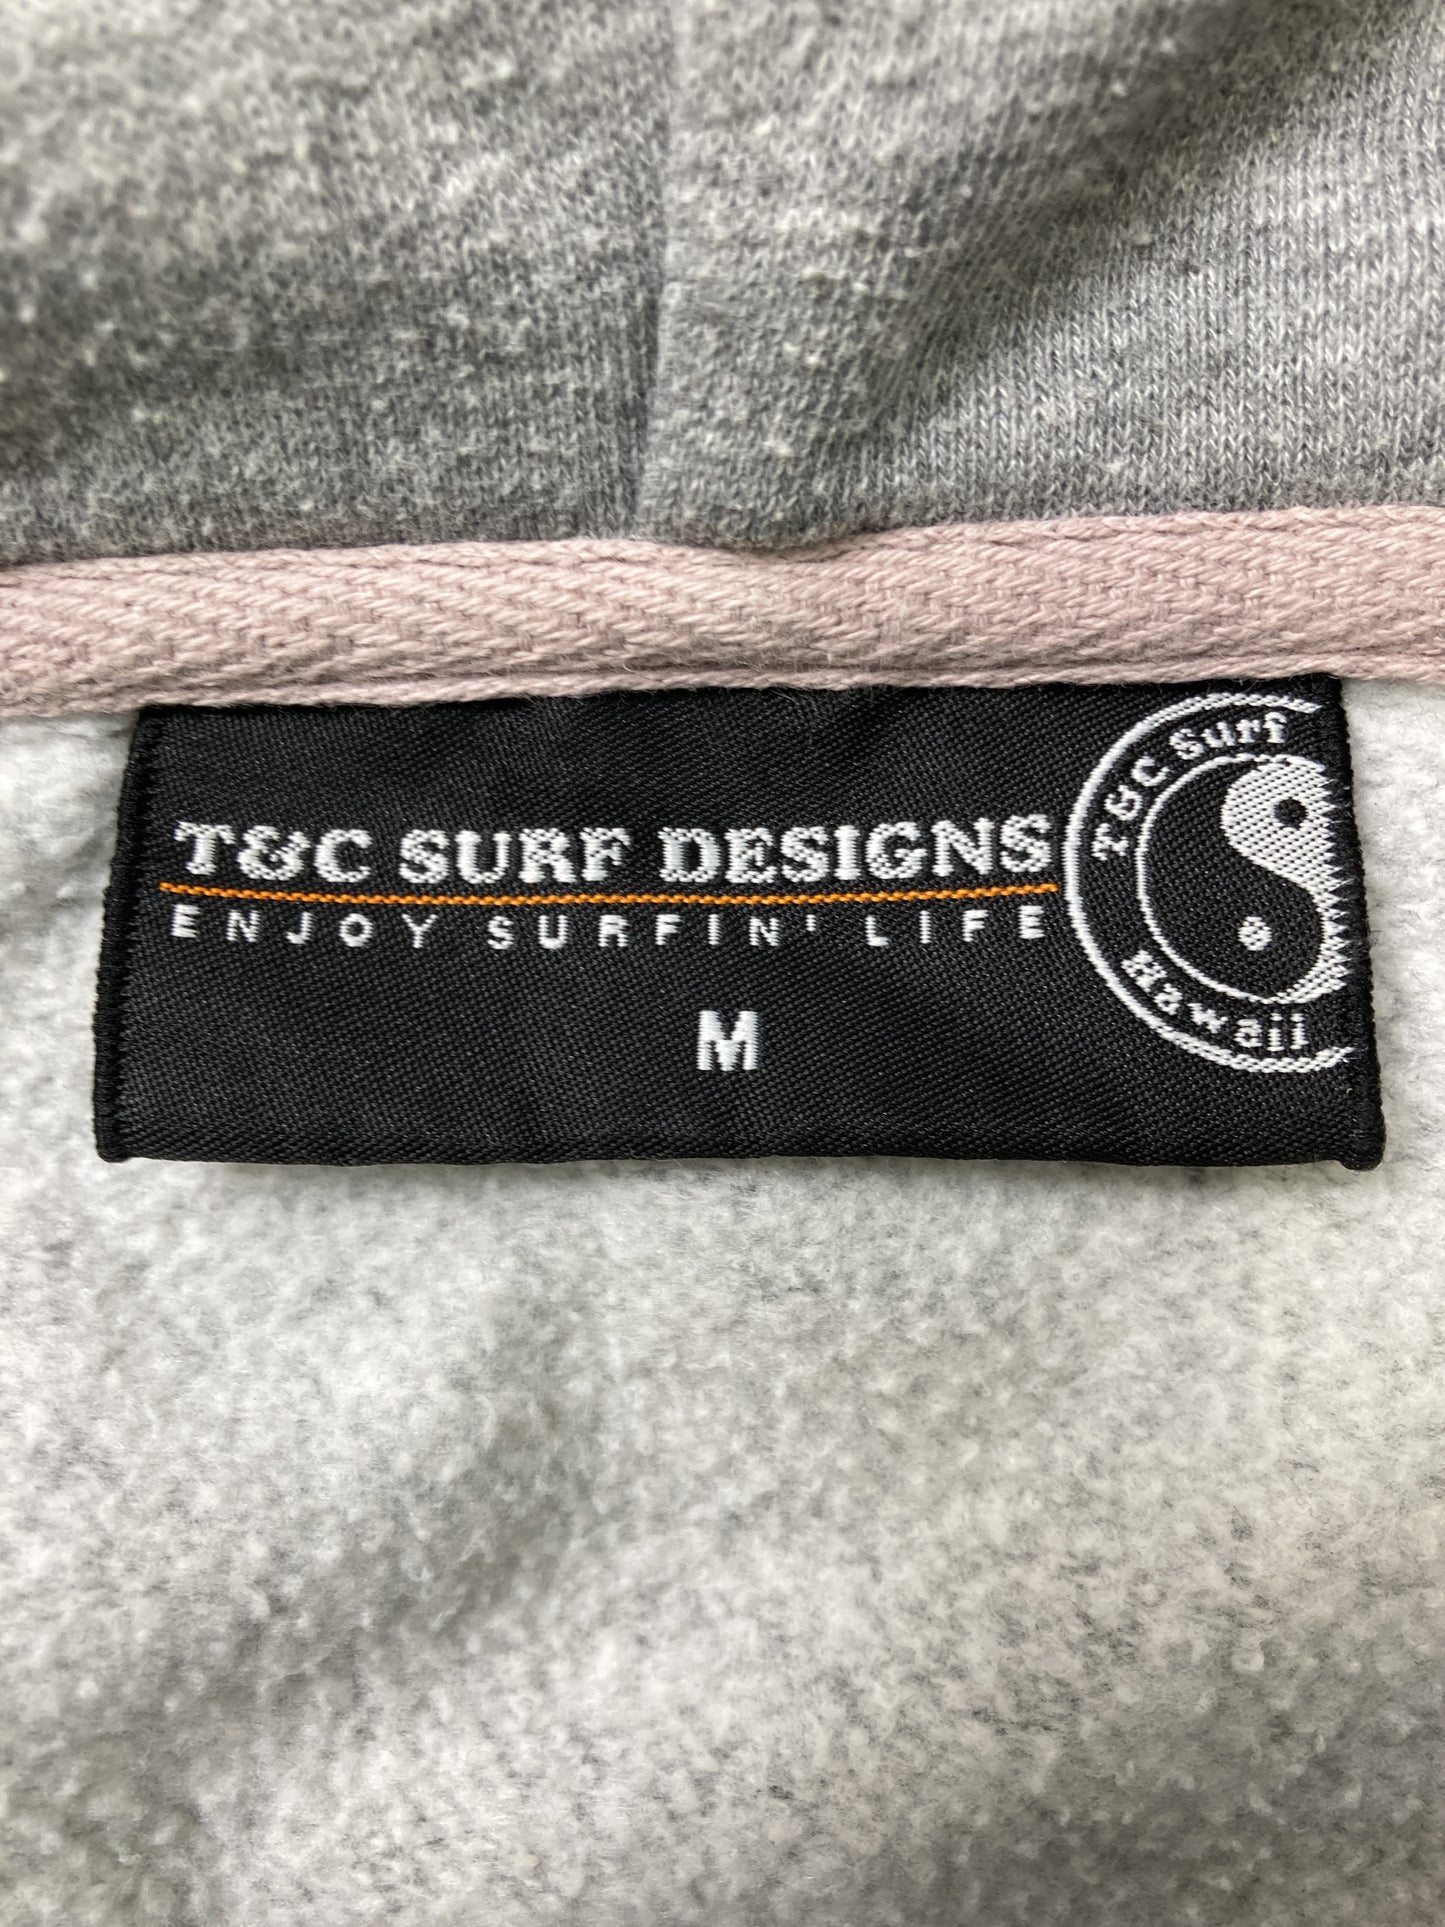 T&C SURF DESIGNS
ENJOY SURFIN' LIFE
M
T&C Surf
Hawaii